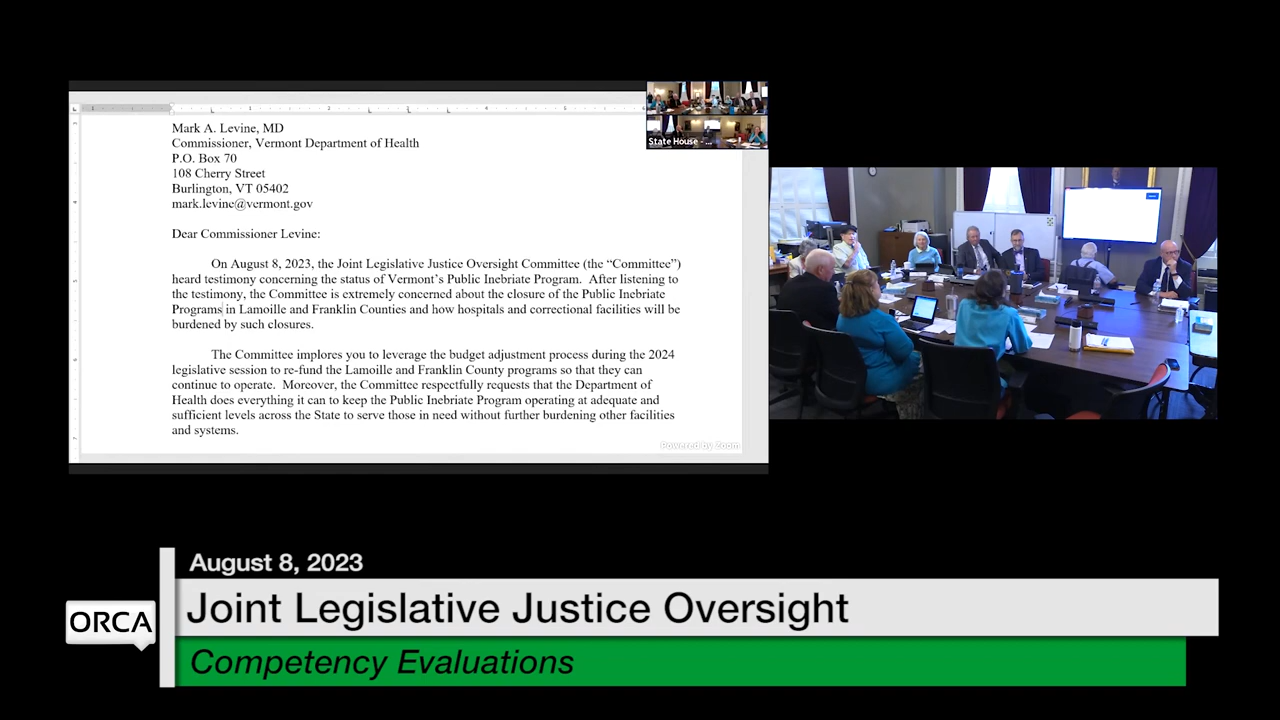 Mark A. Levine, MD
Commissioner, Vermont Department of Health
P.O. Box 70
108 Cherry Street
Burlington, VT 05402
mark.levine@vermont.gov
Dear Commissioner Levine:
On August 8, 2023, the Joint Legislative Justice Oversight Committee (the “Committee”)
heard testimony concerning the status of Vermont’s Public Inebriate Program. After listening to
the testimony, the Committee is extremely concerned about the closure of the Public Inebriate
Programs in Lamoille and Franklin Counties and how hospitals and correctional facilities will be
burdened by such closures.
The Committee implores you to leverage the budget adjustment process during the 2024
legislative session to re-fund the Lamoille and Franklin County programs so that they can
continue to operate. Moreover, the Committee respectfully requests that the Department of
Health does everything it can to keep the Public Inebriate Program operating at adequate and
sufficient levels across the State to serve those in need without further burdening other facilities
and systems.
State House - ...
Powered by Zoom
August 8, 2023
Joint Legislative Justice Oversight
ORCA
Competency Evaluations